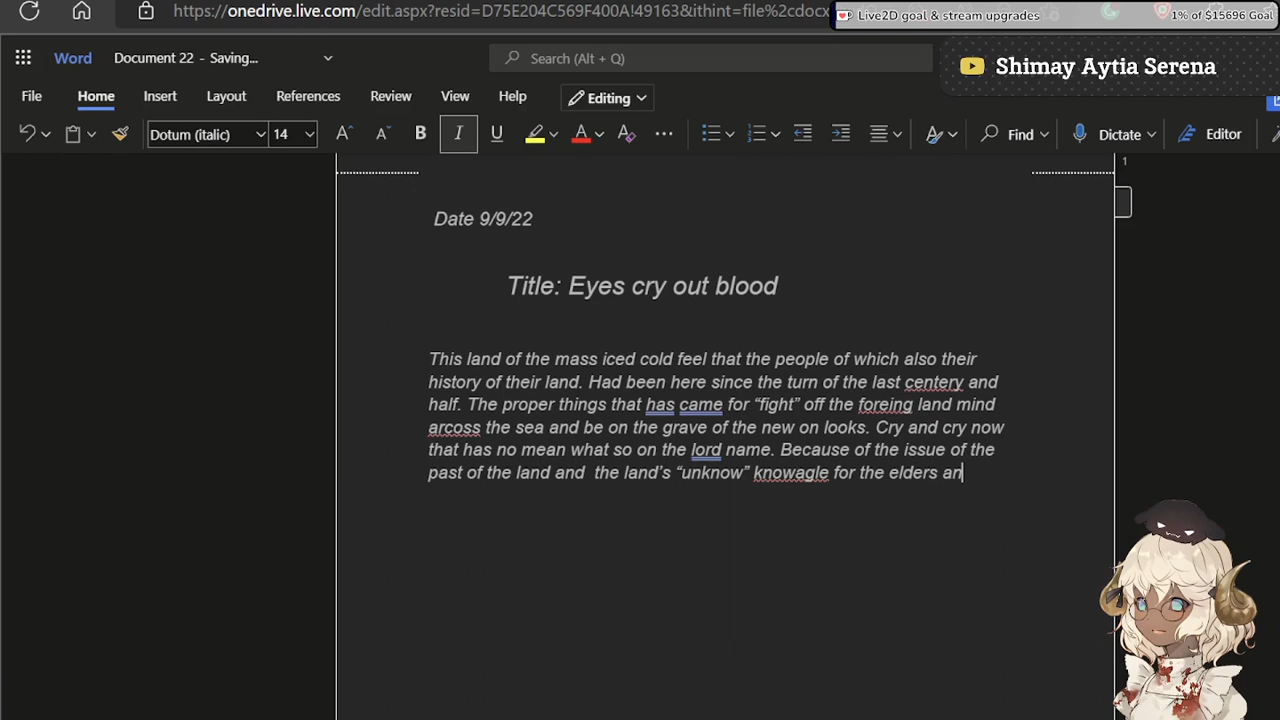 https://onedrive.live.com/edit.aspx?resid=D75E204C569F400A!49163&ithint=file%2cdocx
Live2D goal & stream upgrades
1% of $15696 Goal
Word
Document 22 - Saving...
Search (Alt + Q)
Shimay Aytia Serena
File
Home
Insert
Layout
References
Review
View
Help
Editing
Dotum (italic)
14
B
I
U
Find
Dictate
Editor
1
Date 9/9/22
Title: Eyes cry out blood
This land of the mass iced cold feel that the people of which also their
history of their land. Had been here since the turn of the last centery and
half. The proper things that has came for “fight” off the foreing land mind
arcoss the sea and be on the grave of the new on looks. Cry and cry now
that has no mean what so on the lord name. Because of the issue of the
past of the land and  the land’s “unknow” knowagle for the elders an